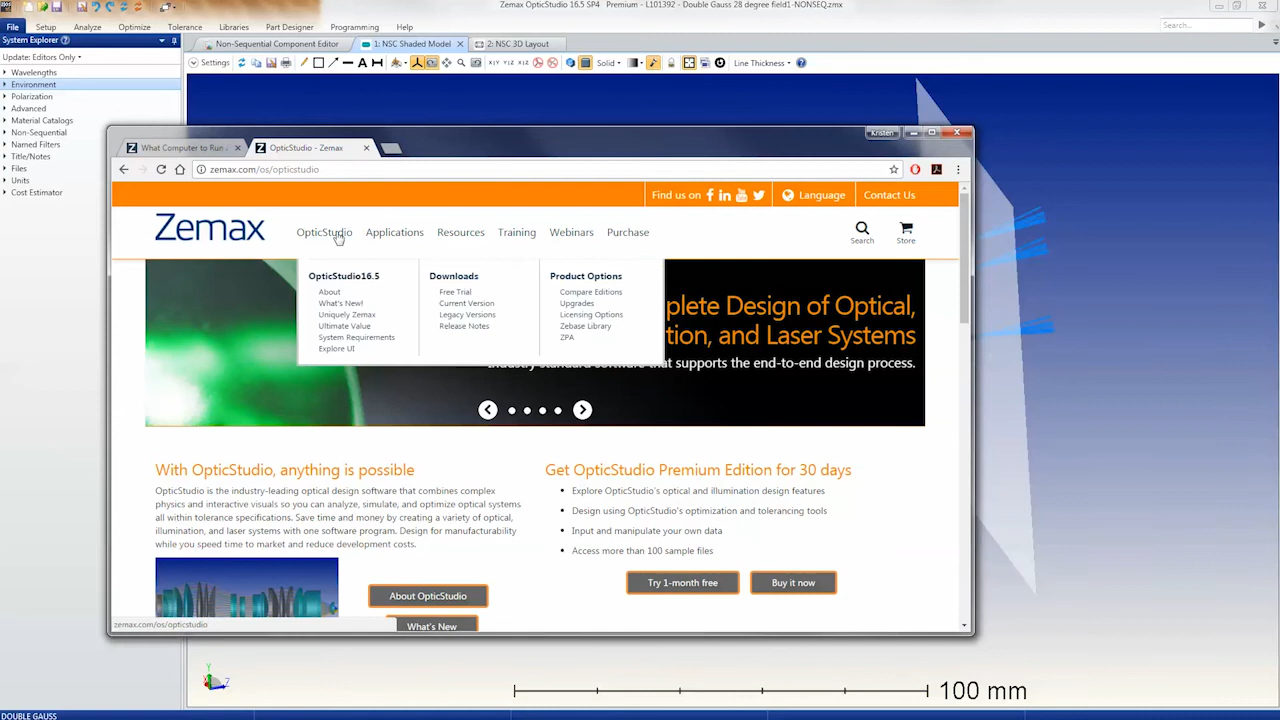 Zemax OpticStudio 16.5 SP4 Premium - L101392 - Double Gauss 28 degree field1-NONSEQ.zmx
File Setup Analyze Optimize Tolerance Libraries Part Designer Programming Help
Search...
System Explorer
Update: Editors Only
Wavelengths
Environment
Polarization
Advanced
Material Catalogs
Non-Sequential
Named Filters
Title/Notes
Files
Units
Cost Estimator
Non-Sequential Component Editor 1: NSC Shaded Model 2: NSC 3D Layout
Settings Solid Line Thickness
Kristen
What Computer to Run OpticStudio - Zemax
zemax.com/os/opticstudio
Find us on Language Contact Us
Zemax
OpticStudio Applications Resources Training Webinars Purchase
Search Store
OpticStudio16.5
About
What's New!
Uniquely Zemax
Ultimate Value
System Requirements
Explore UI
Downloads
Free Trial
Current Version
Legacy Versions
Release Notes
Product Options
Compare Editions
Upgrades
Licensing Options
Zebase Library
ZPA
plete Design of Optical,
tion, and Laser Systems
Industry standard software that supports the end-to-end design process.
With OpticStudio, anything is possible
OpticStudio is the industry-leading optical design software that combines complex
physics and interactive visuals so you can analyze, simulate, and optimize optical systems
all within tolerance specifications. Save time and money by creating a variety of optical,
illumination, and laser systems with one software program. Design for manufacturability
while you speed time to market and reduce development costs.
About OpticStudio
What's New
Get OpticStudio Premium Edition for 30 days
Explore OpticStudio's optical and illumination design features
Design using OpticStudio's optimization and tolerancing tools
Input and manipulate your own data
Access more than 100 sample files
Try 1-month free Buy it now
zemax.com/os/opticstudio
Y
Z
100 mm
DOUBLE GAUSS